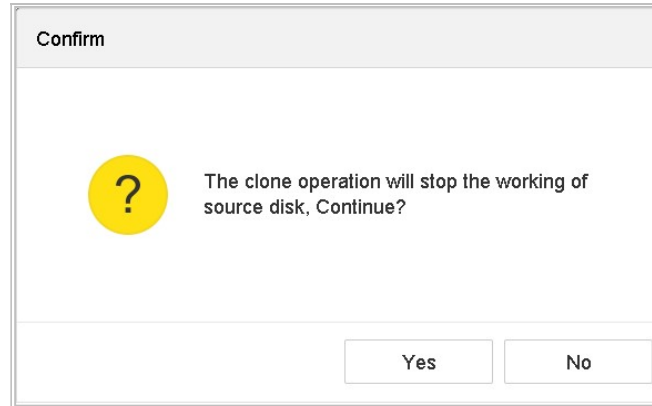 Confirm
?
The clone operation will stop the working of
source disk, Continue?
Yes
No